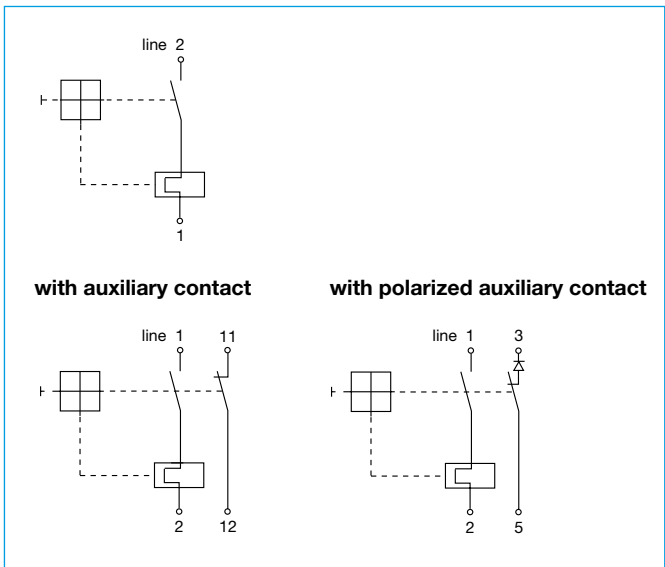 line 2
1
with auxiliary contact
with polarized auxiliary contact
line 1 11
line 1 3
2 12
2 5